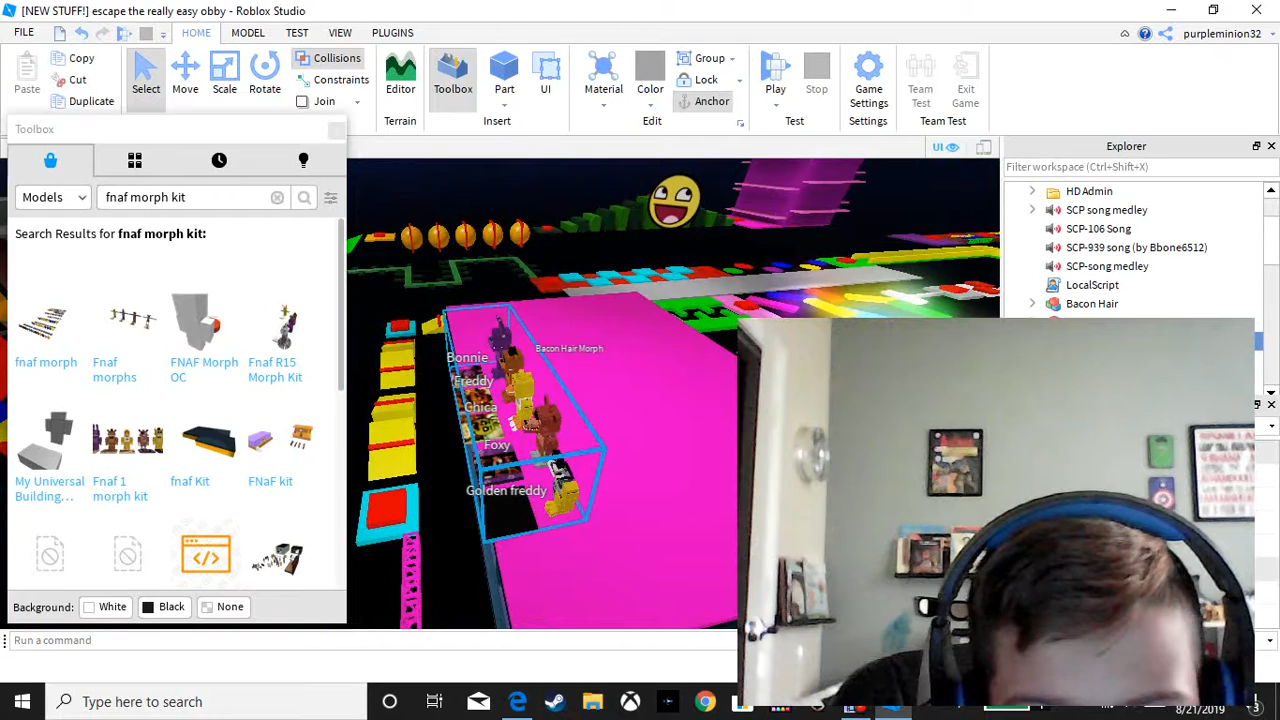 [NEW STUFF!] escape the really easy obby - Roblox Studio
FILE
HOME
MODEL
TEST
VIEW
PLUGINS
purpleminion32
Paste
Copy
Cut
Duplicate
Select
Move
Scale
Rotate
Collisions
Constraints
Join
Editor
Terrain
Toolbox
Part
UI
Insert
Material
Color
Group
Lock
Anchor
Edit
Play
Stop
Test
Game Settings
Settings
Team Test
Exit Game
Team Test
Toolbox
Models
fnaf morph kit
Search Results for fnaf morph kit:
fnaf morph
Fnaf morphs
FNAF Morph OC
Fnaf R15 Morph Kit
My Universal Building...
Fnaf 1 morph kit
fnaf Kit
FNaF kit
Background:
White
Black
None
UI
Bacon Hair Morph
Bonnie
Freddy
Chica
Foxy
Golden freddy
Explorer
Filter workspace (Ctrl+Shift+X)
HD Admin
SCP song medley
SCP-106 Song
SCP-939 song (by Bbone6512)
SCP-song medley
LocalScript
Bacon Hair
Run a command
Type here to search
8/21/2019